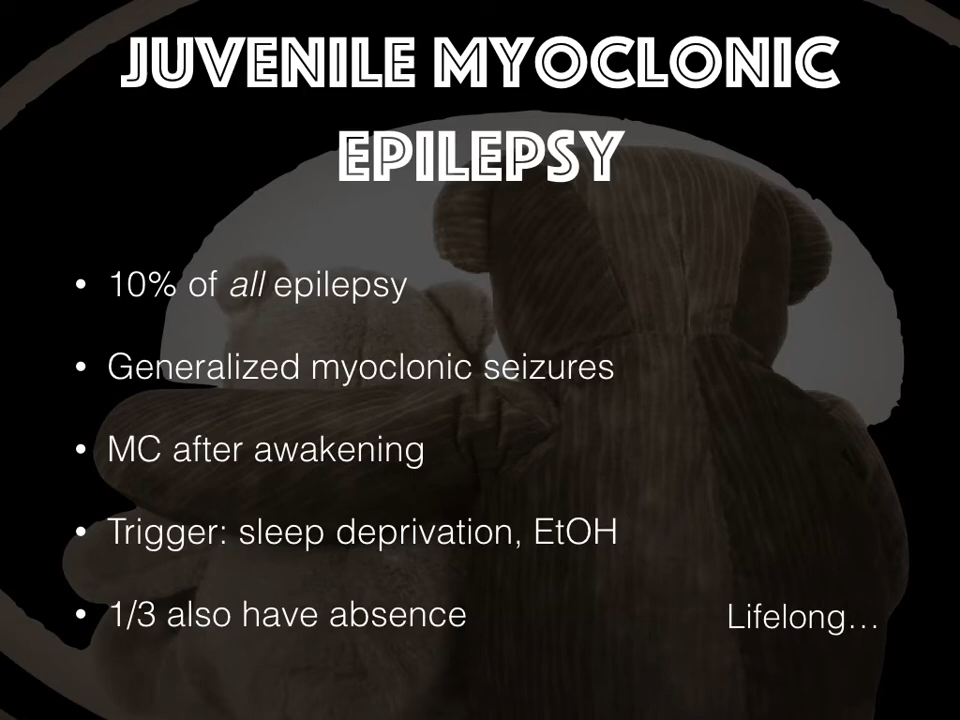 JUVENILE MYOCLONIC
EPILEPSY
• 10% of all epilepsy
• Generalized myoclonic seizures
• MC after awakening
• Trigger: sleep deprivation, EtOH
• 1/3 also have absence
Lifelong…